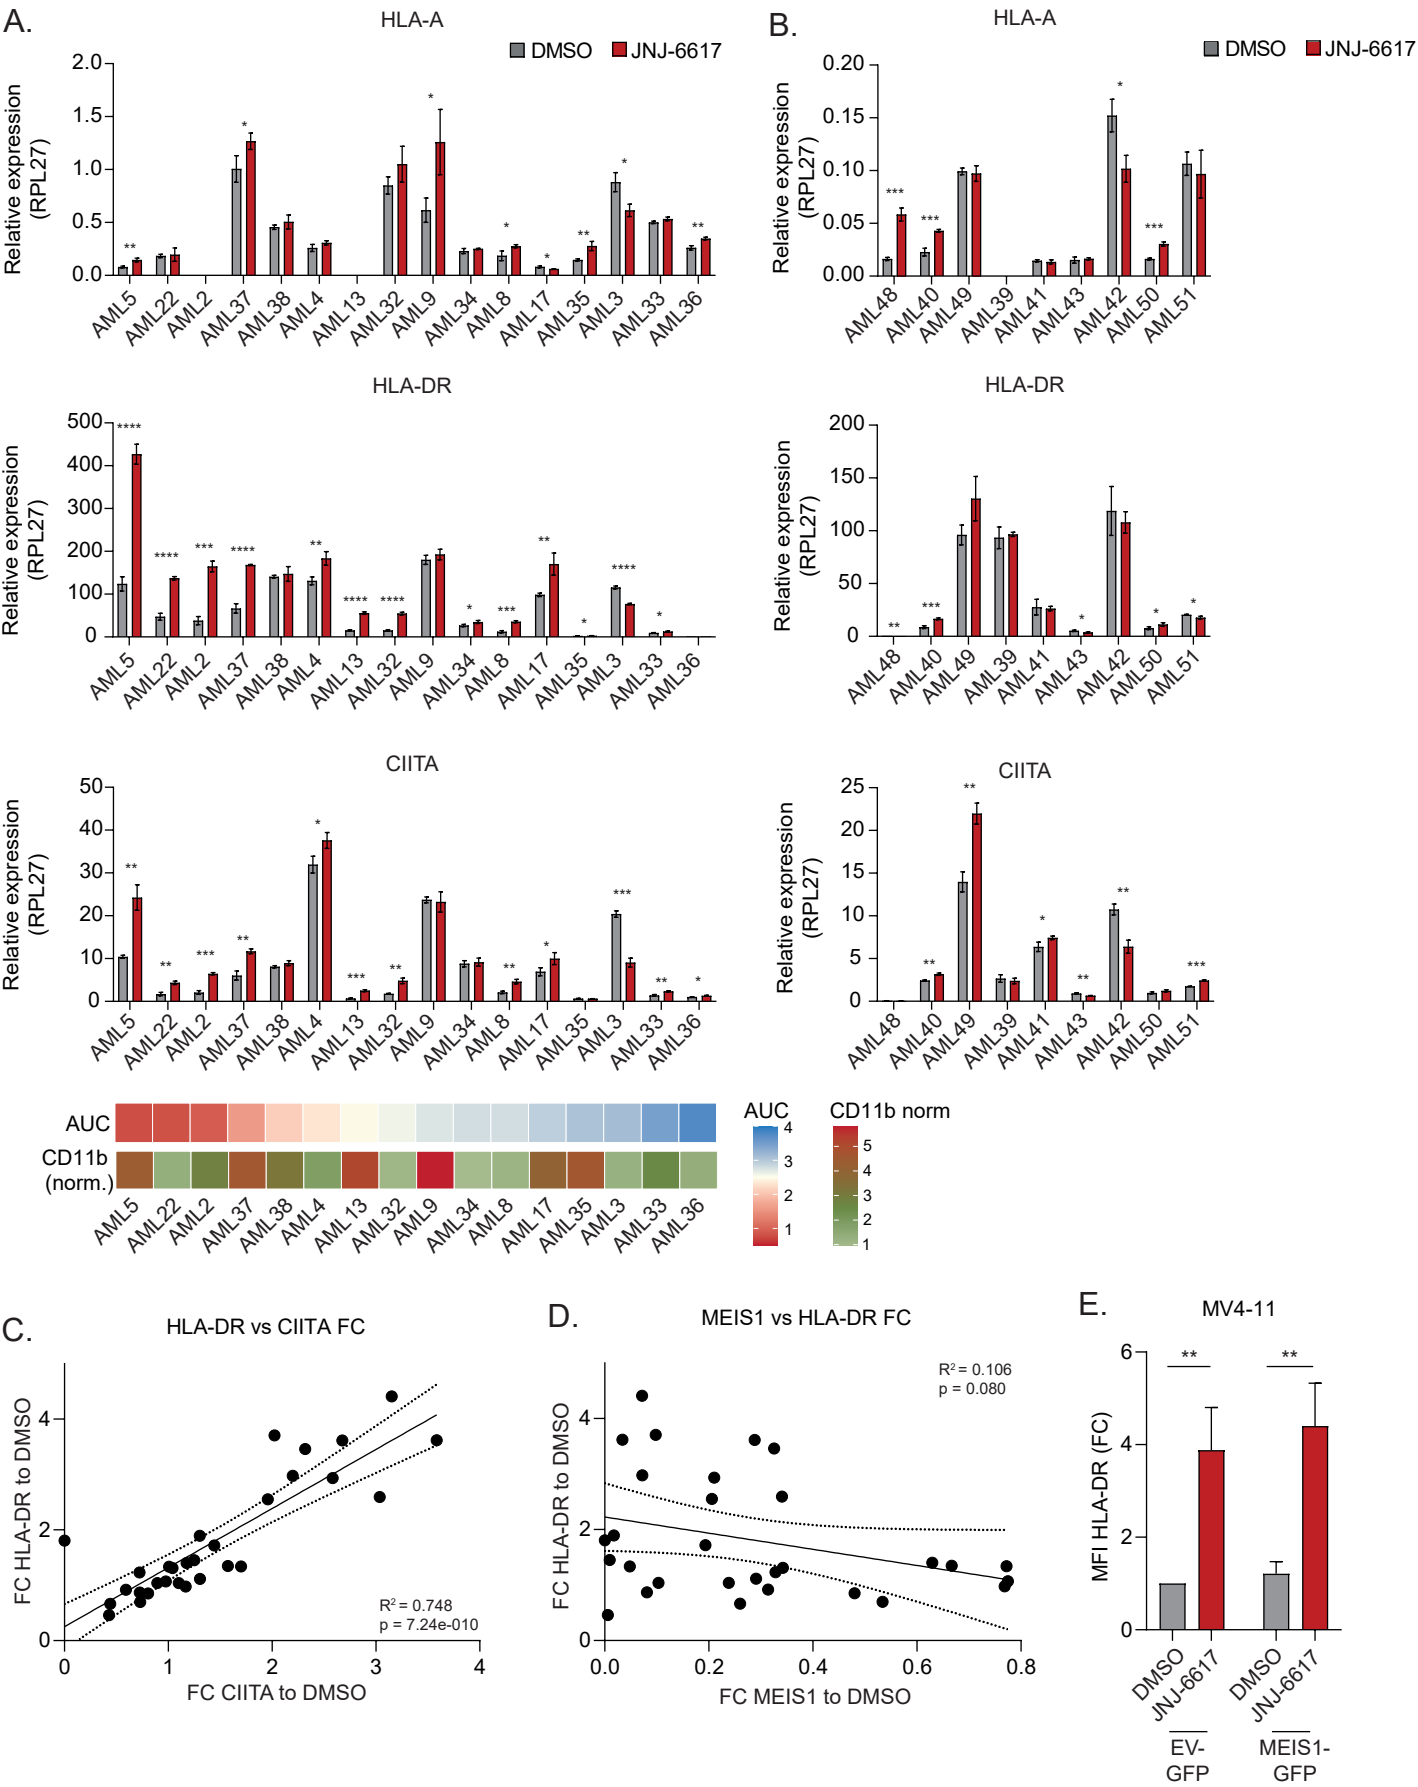 A.
HLA-A
DMSO JNJ-6617
Relative expression
(RPL27)
2.0
1.5
1.0
0.5
0.0
** * * * * ** * **
AML5 AML22 AML2 AML37 AML38 AML4 AML13 AML32 AML9 AML34 AML8 AML17 AML35 AML3 AML33 AML36
HLA-DR
Relative expression
(RPL27)
500
400
300
200
100
0
**** **** *** **** ** **** **** * *** ** * **** *
AML5 AML22 AML2 AML37 AML38 AML4 AML13 AML32 AML9 AML34 AML8 AML17 AML35 AML3 AML33 AML36
CIITA
Relative expression
(RPL27)
50
40
30
20
10
0
** ** *** ** * *** ** ** * *** ** *
AML5 AML22 AML2 AML37 AML38 AML4 AML13 AML32 AML9 AML34 AML8 AML17 AML35 AML3 AML33 AML36
AUC
CD11b
(norm.)
AML5 AML22 AML2 AML37 AML38 AML4 AML13 AML32 AML9 AML34 AML8 AML17 AML35 AML3 AML33 AML36
AUC
4
3
2
1
CD11b norm
5
4
3
2
1
B.
HLA-A
DMSO JNJ-6617
Relative expression
(RPL27)
0.20
0.15
0.10
0.05
0.00
*** *** * ***
AML48 AML40 AML49 AML39 AML41 AML43 AML42 AML50 AML51
HLA-DR
Relative expression
(RPL27)
200
150
100
50
0
** *** * * *
AML48 AML40 AML49 AML39 AML41 AML43 AML42 AML50 AML51
CIITA
Relative expression
(RPL27)
25
20
15
10
5
0
** ** * ** ** ***
AML48 AML40 AML49 AML39 AML41 AML43 AML42 AML50 AML51
C.
HLA-DR vs CIITA FC
FC HLA-DR to DMSO
4
2
0
R² = 0.748
p = 7.24e-010
0 1 2 3 4
FC CIITA to DMSO
D.
MEIS1 vs HLA-DR FC
R² = 0.106
p = 0.080
FC HLA-DR to DMSO
4
2
0
0.0 0.2 0.4 0.6 0.8
FC MEIS1 to DMSO
E.
MV4-11
MFI HLA-DR (FC)
6
4
2
0
** **
DMSO JNJ-6617 DMSO JNJ-6617
EV- MEIS1-
GFP GFP